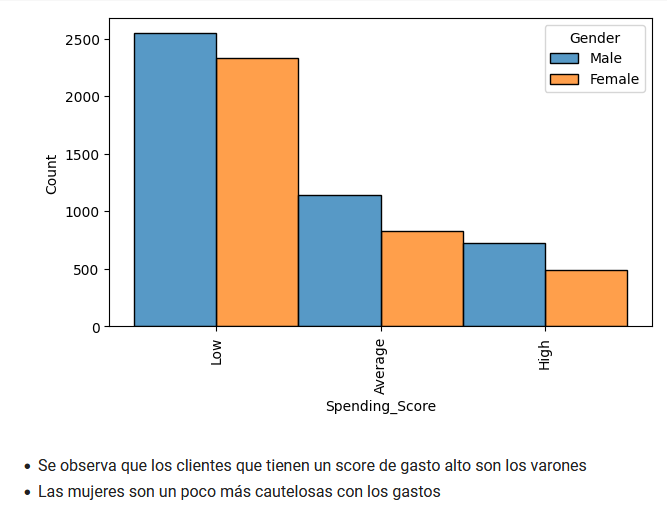 2500
2000
1500
1000
500
0
Count
Gender
Male
Female
Low
Average
High
Spending_Score
• Se observa que los clientes que tienen un score de gasto alto son los varones
• Las mujeres son un poco más cautelosas con los gastos